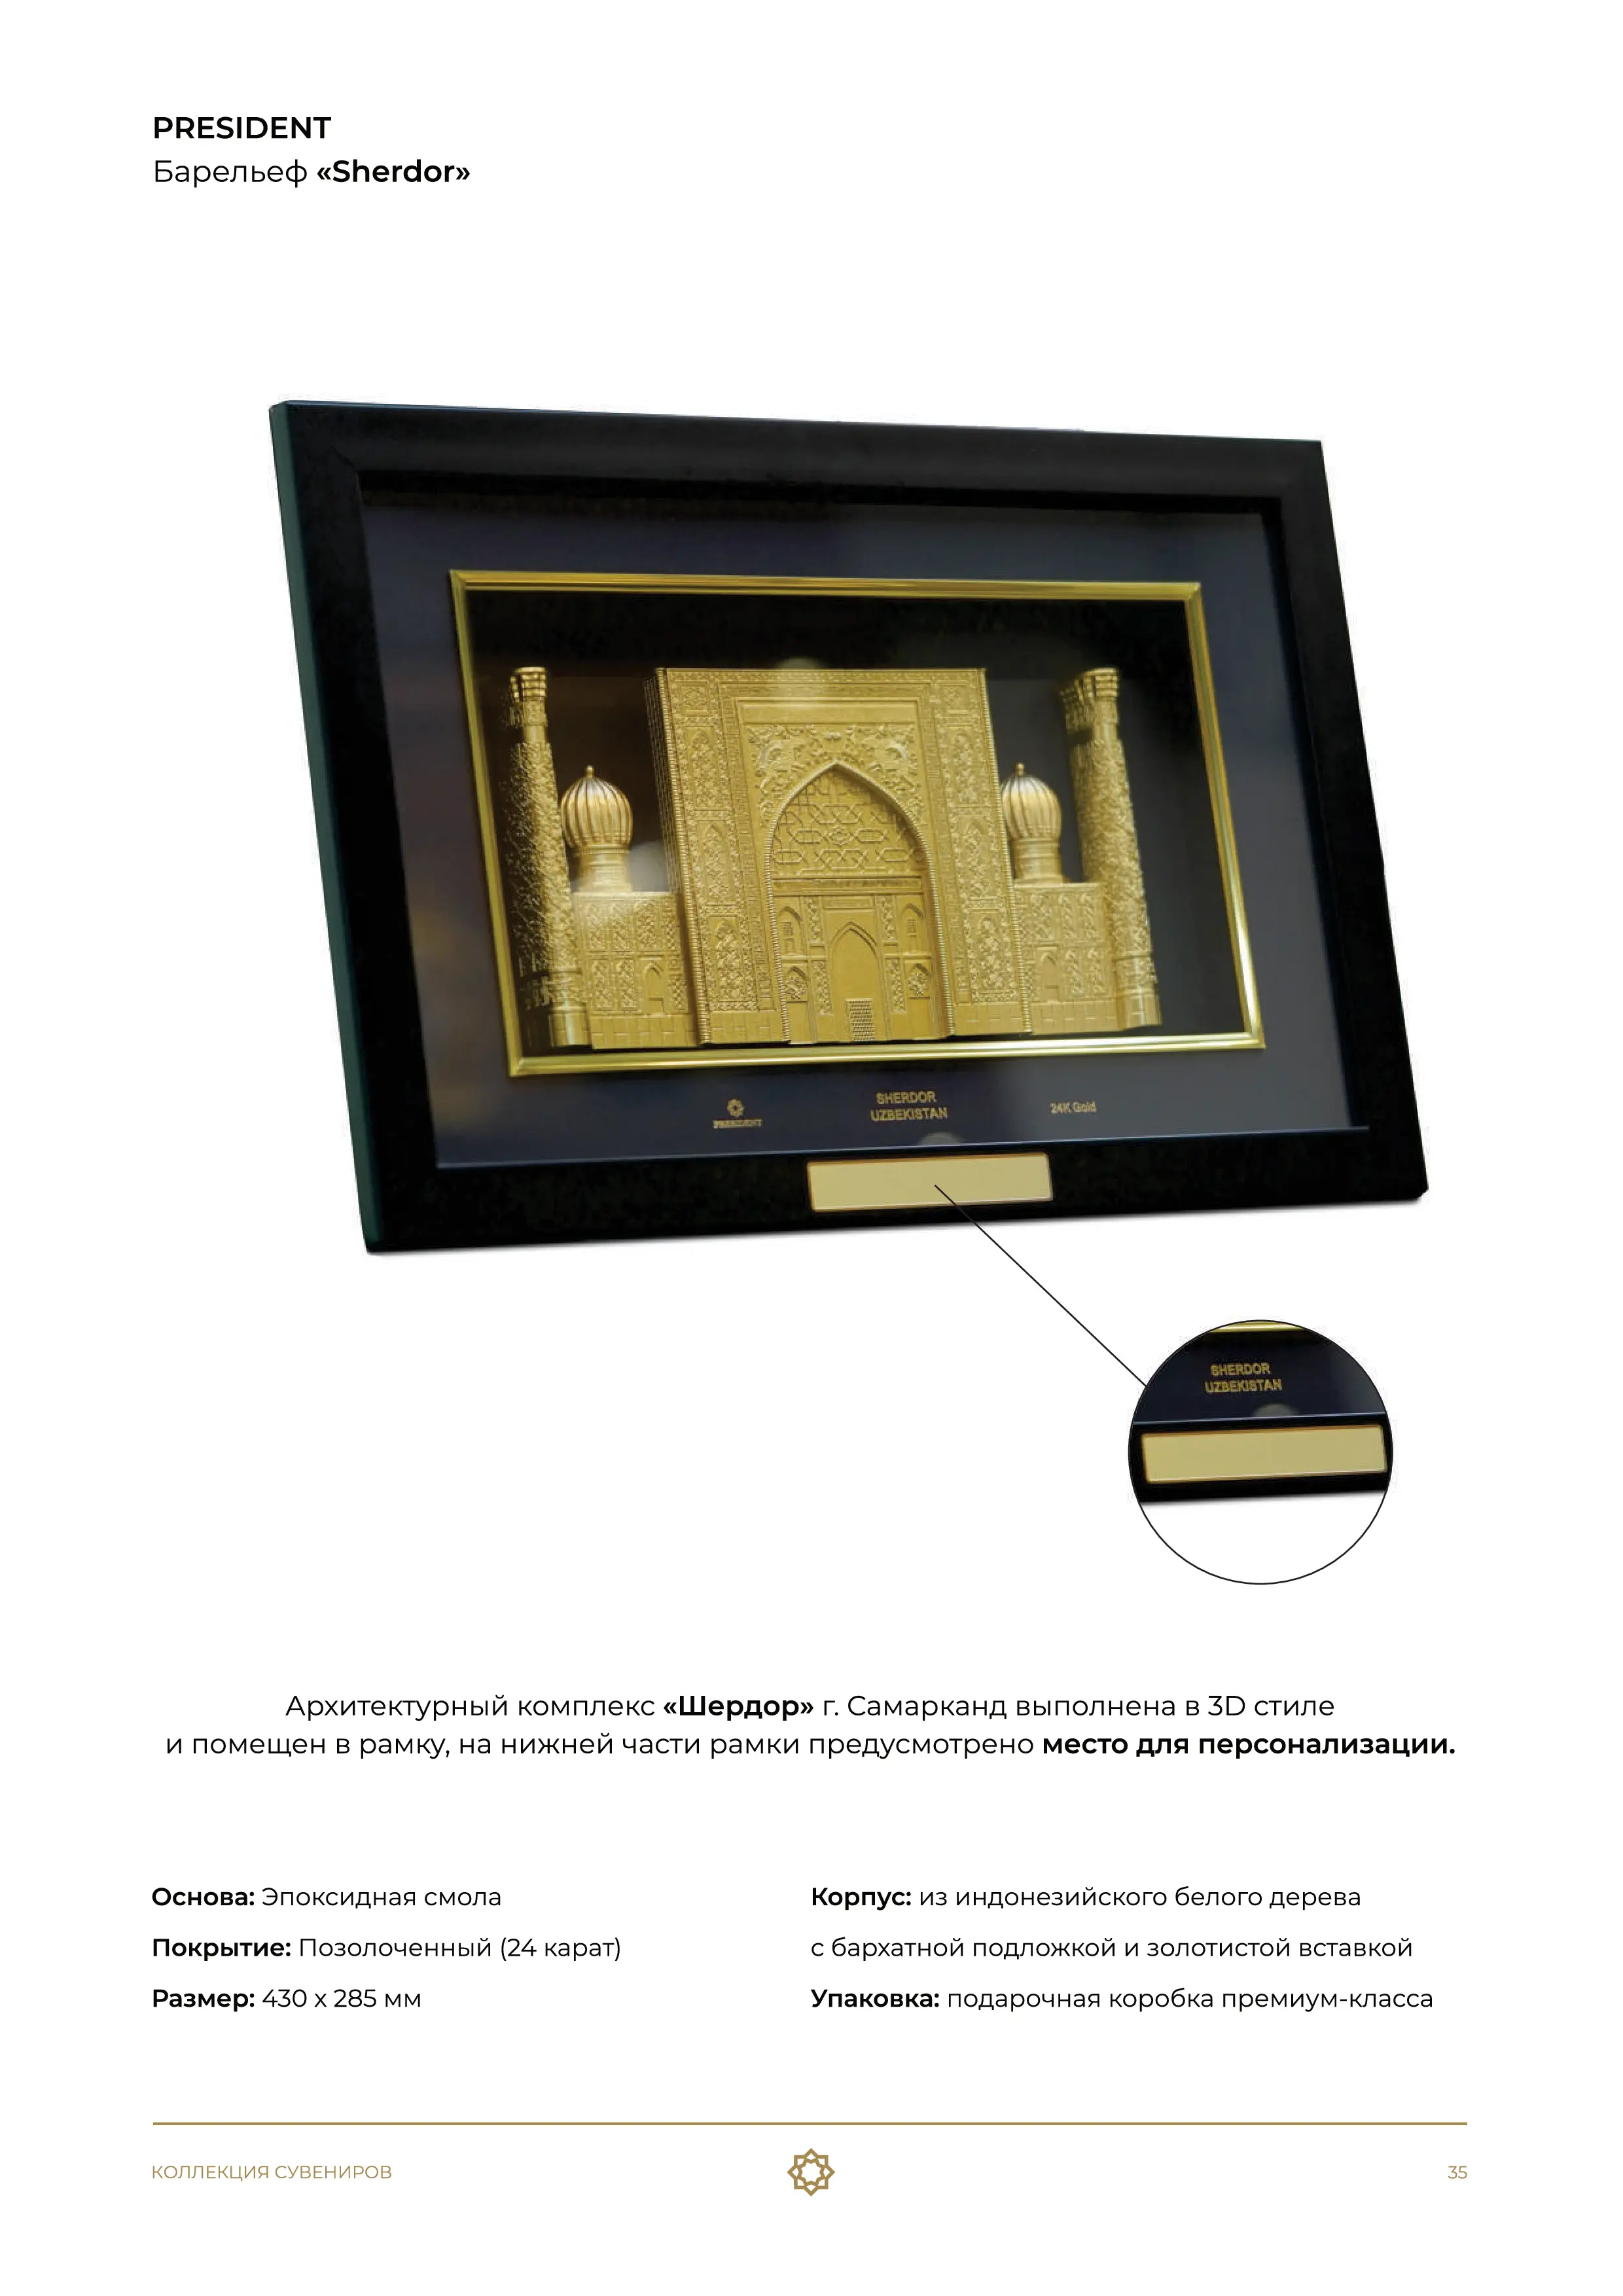 PRESIDENT
Барельеф «Sherdor»
PRESIDENT
SHERDOR
UZBEKISTAN
24K Gold
SHERDOR
UZBEKISTAN
Архитектурный комплекс «Шердор» г. Самарканд выполнена в 3D стиле
и помещен в рамку, на нижней части рамки предусмотрено место для персонализации.
Основа: Эпоксидная смола
Покрытие: Позолоченный (24 карат)
Размер: 430 х 285 мм
Корпус: из индонезийского белого дерева
с бархатной подложкой и золотистой вставкой
Упаковка: подарочная коробка премиум-класса
КОЛЛЕКЦИЯ СУВЕНИРОВ
35